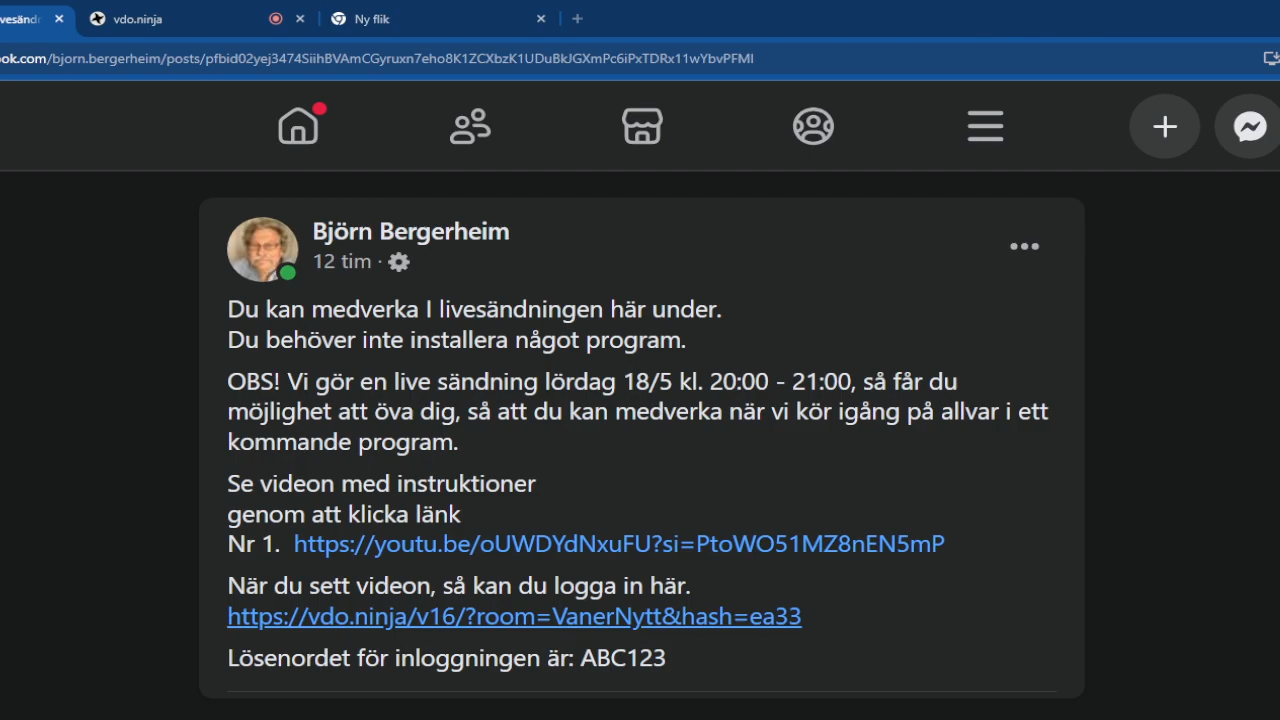 vesändr
vdo.ninja
Ny flik
ok.com/bjorn.bergerheim/posts/pfbid02yej3474SiihBVAmCGyruxn7eho8K1ZCXbzK1UDuBkJGXmPc6iPxTDRx11wYbvPFMl
Björn Bergerheim
12 tim ·
Du kan medverka I livesändningen här under.
Du behöver inte installera något program.
OBS! Vi gör en live sändning lördag 18/5 kl. 20:00 - 21:00, så får du
möjlighet att öva dig, så att du kan medverka när vi kör igång på allvar i ett
kommande program.
Se videon med instruktioner
genom att klicka länk
Nr 1. https://youtu.be/oUWDYdNxuFU?si=PtoWO51MZ8nEN5mP
När du sett videon, så kan du logga in här.
https://vdo.ninja/v16/?room=VanerNytt&hash=ea33
Lösenordet för inloggningen är: ABC123